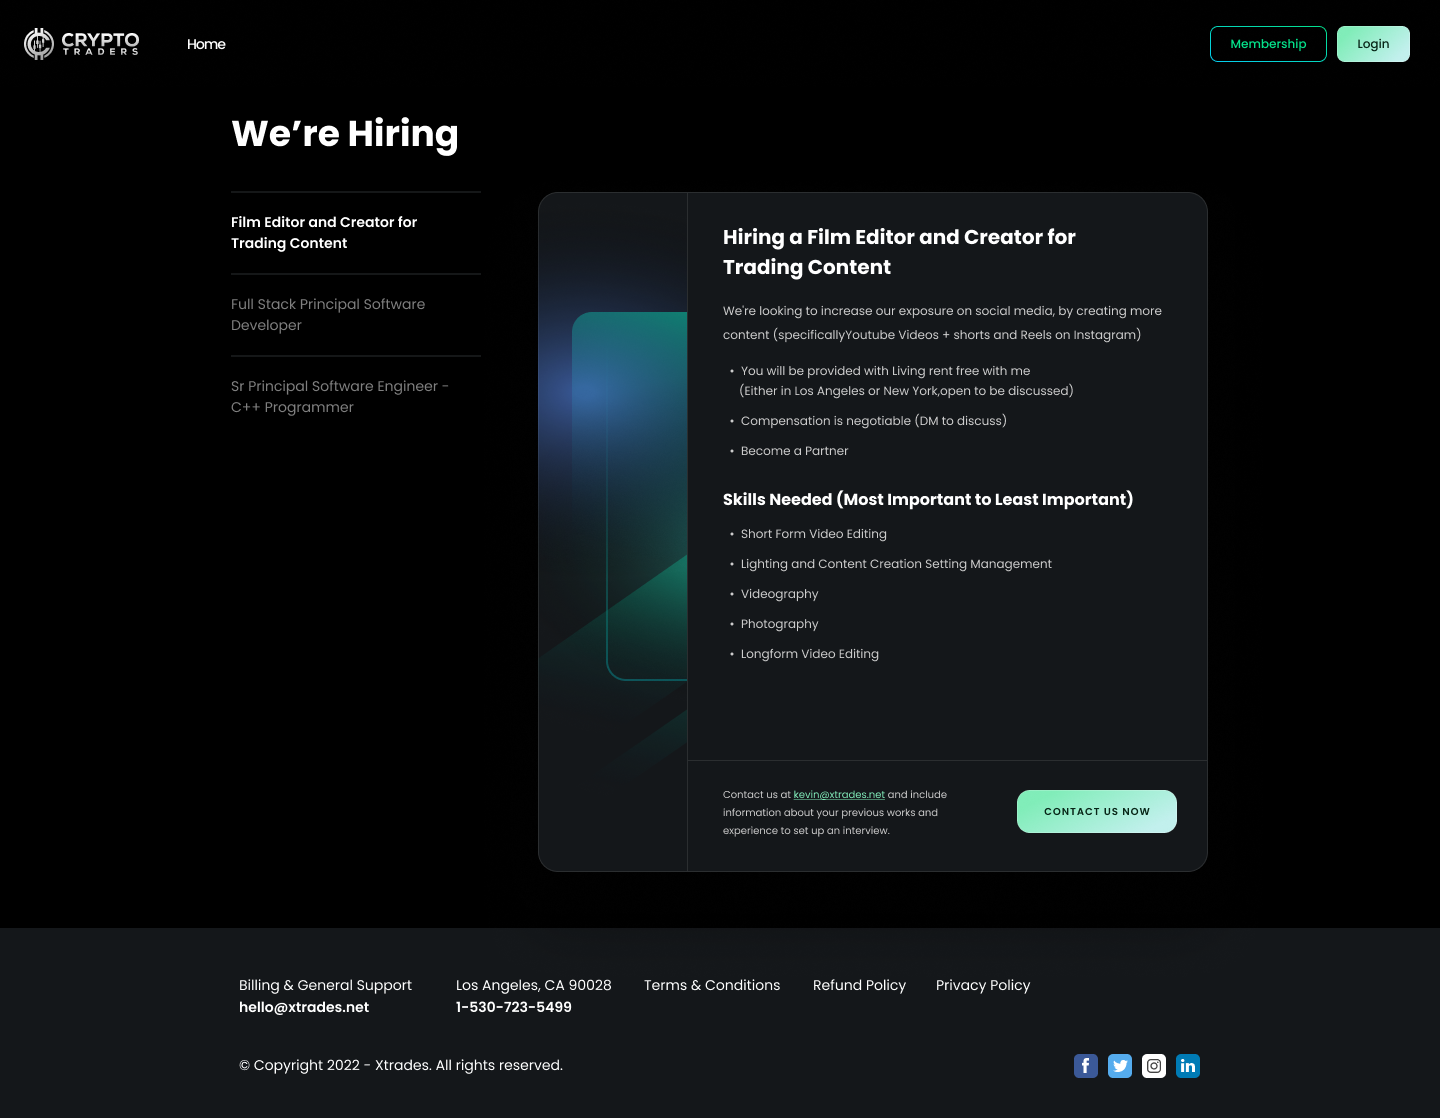 CRYPTO
TRADERS
Home
Membership
Login
We’re Hiring
Film Editor and Creator for
Trading Content
Full Stack Principal Software
Developer
Sr Principal Software Engineer -
C++ Programmer
Hiring a Film Editor and Creator for
Trading Content
We're looking to increase our exposure on social media, by creating more
content (specificallyYoutube Videos + shorts and Reels on Instagram)
• You will be provided with Living rent free with me
(Either in Los Angeles or New York,open to be discussed)
• Compensation is negotiable (DM to discuss)
• Become a Partner
Skills Needed (Most Important to Least Important)
• Short Form Video Editing
• Lighting and Content Creation Setting Management
• Videography
• Photography
• Longform Video Editing
Contact us at kevin@xtrades.net and include
information about your previous works and
experience to set up an interview.
CONTACT US NOW
Billing & General Support
hello@xtrades.net
Los Angeles, CA 90028
1-530-723-5499
Terms & Conditions
Refund Policy
Privacy Policy
© Copyright 2022 - Xtrades. All rights reserved.